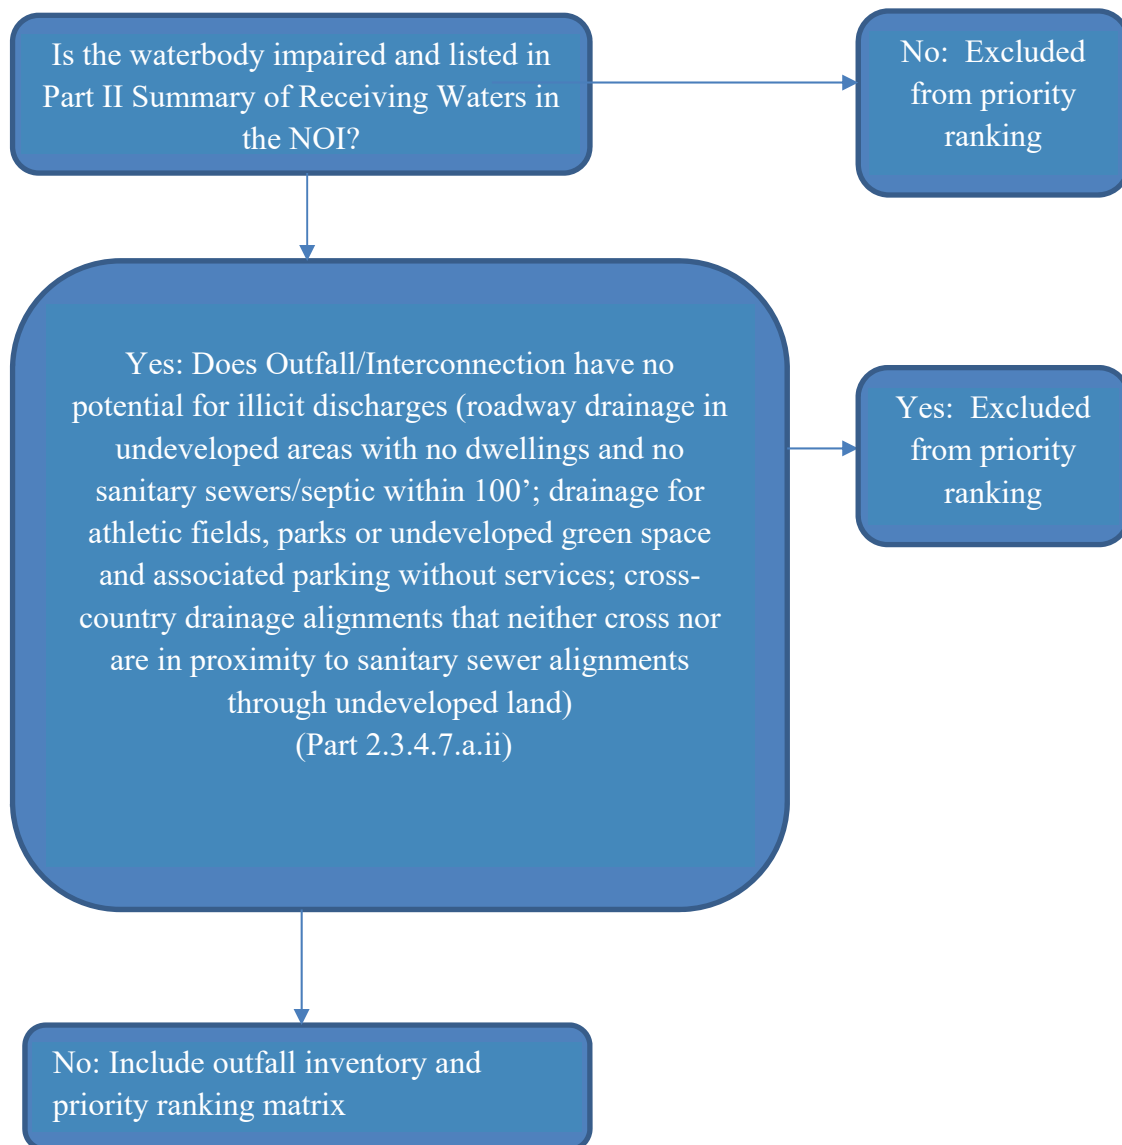 Is the waterbody impaired and listed in
Part II Summary of Receiving Waters in
the NOI?
No:  Excluded
from priority
ranking
Yes: Does Outfall/Interconnection have no
potential for illicit discharges (roadway drainage in
undeveloped areas with no dwellings and no
sanitary sewers/septic within 100’; drainage for
athletic fields, parks or undeveloped green space
and associated parking without services; cross-
country drainage alignments that neither cross nor
are in proximity to sanitary sewer alignments
through undeveloped land)
(Part 2.3.4.7.a.ii)
Yes:  Excluded
from priority
ranking
No: Include outfall inventory and
priority ranking matrix